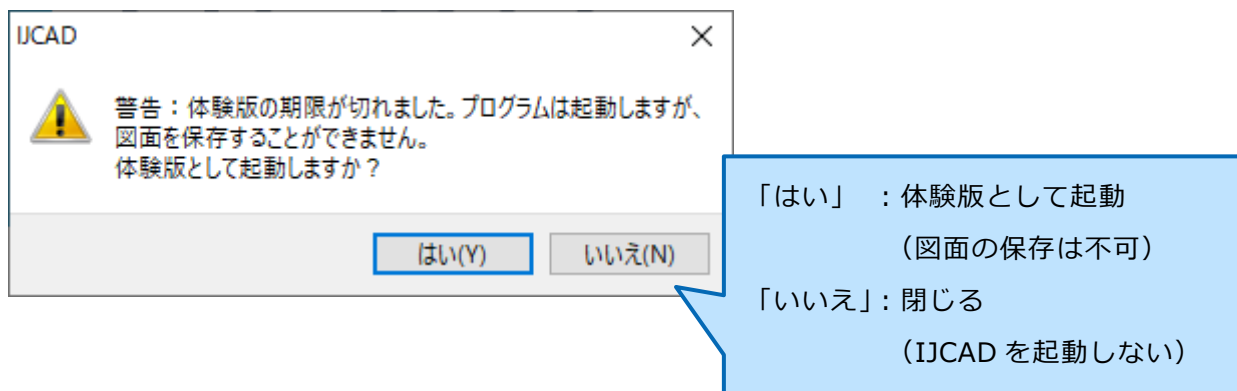 IJCAD
警告：体験版の期限が切れました。プログラムは起動しますが、
図面を保存することができません。
体験版として起動しますか？
はい(Y) いいえ(N)
「はい」 ：体験版として起動
（図面の保存は不可）
「いいえ」：閉じる
（IJCAD を起動しない）